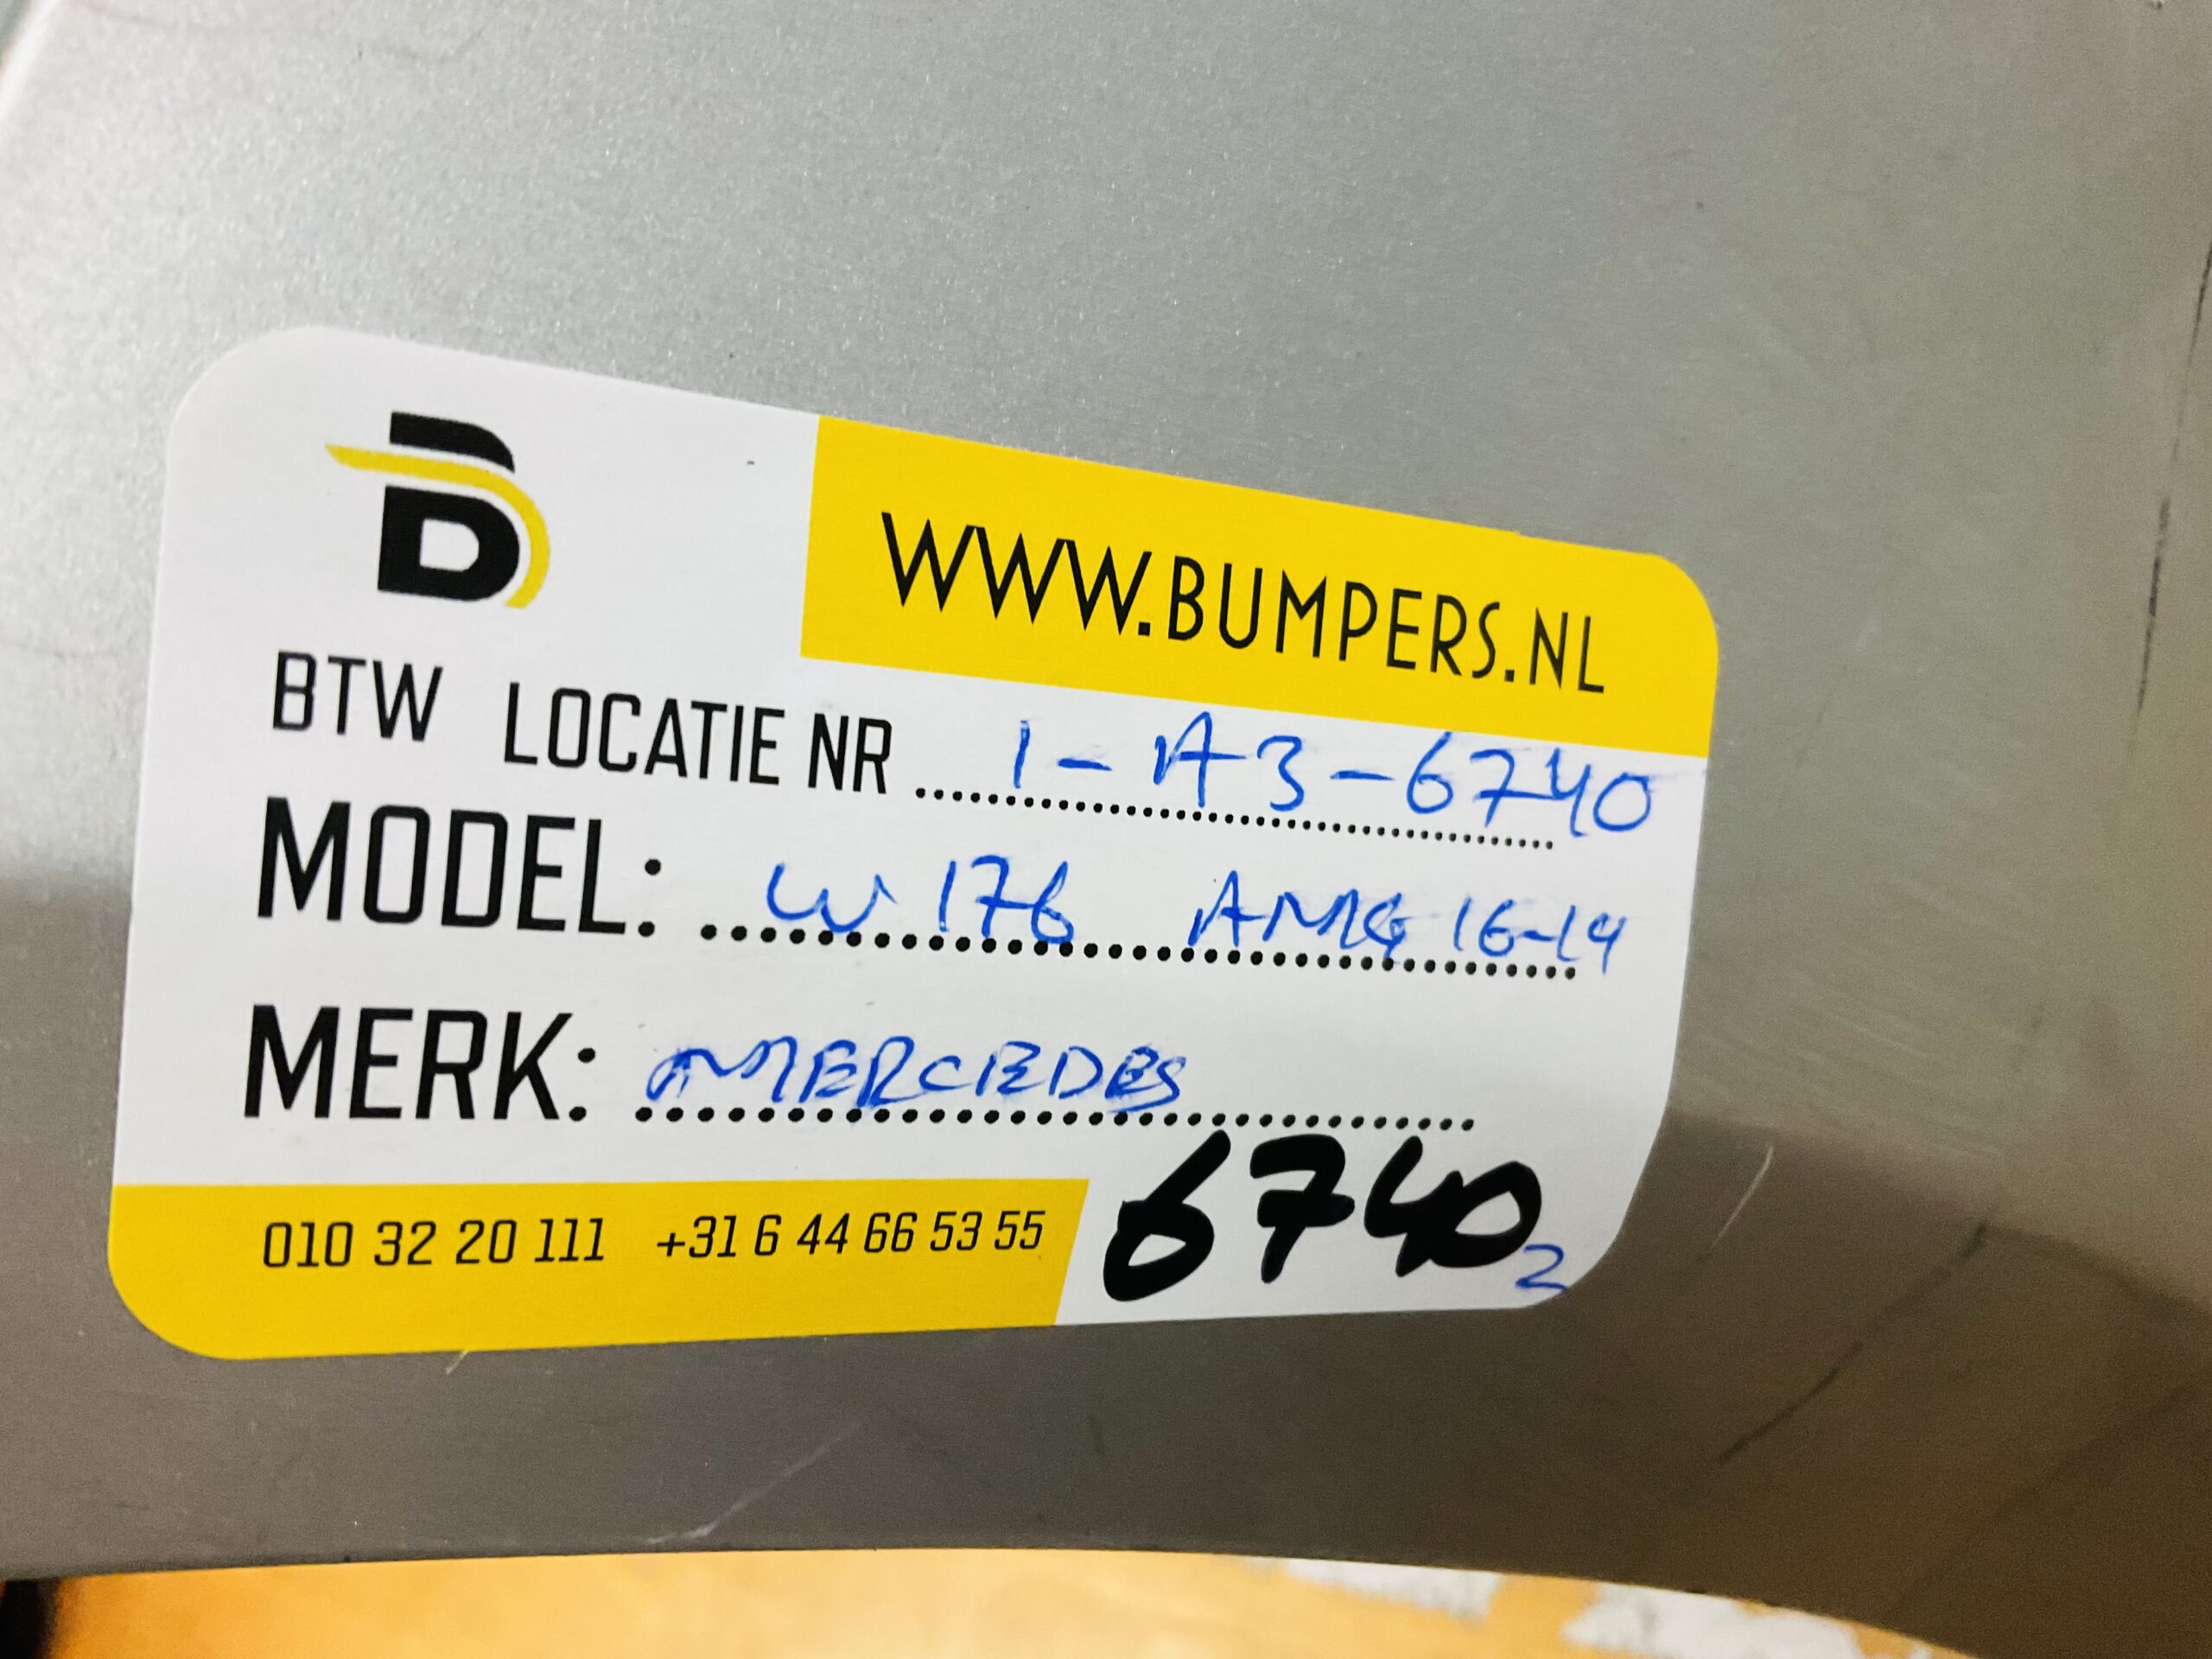 B
WWW.BUMPERS.NL
BTW LOCATIE NR 1-A3-6740
MODEL: W176 AMG 16-19
MERK: MERCEDES
010 32 20 111 +31 6 44 66 53 55 6740
2